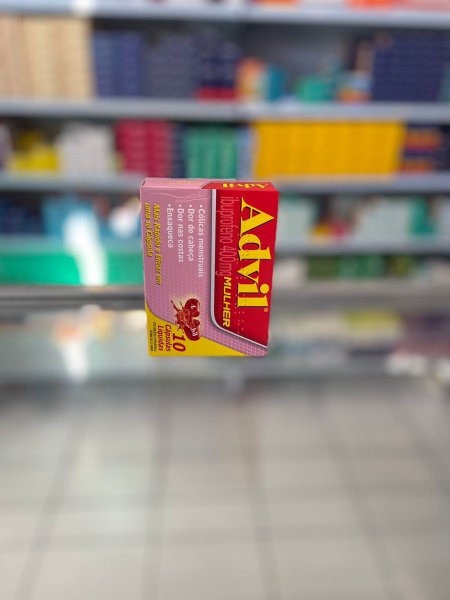 Advil
Advil
ibuprofeno 400mg
MULHER
• Cólicas menstruais
• Dor de cabeça
• Dor nas costas
• Enxaqueca
Mais Rápido e Eficaz em
uma só Cápsula
10
Cápsulas
Líquidas